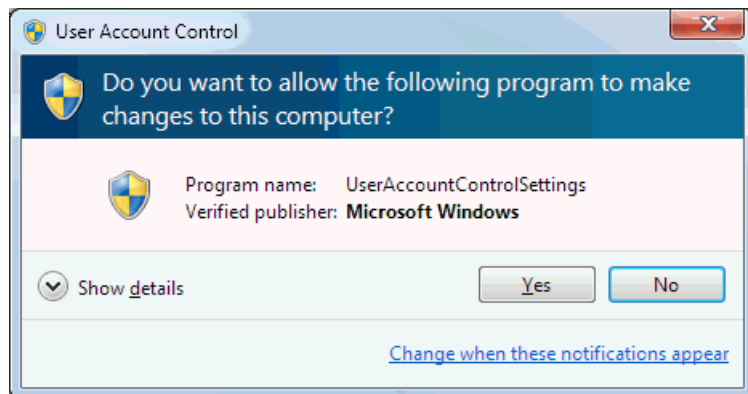 User Account Control
Do you want to allow the following program to make
changes to this computer?
Program name: UserAccountControlSettings
Verified publisher: Microsoft Windows
Show details
Yes
No
Change when these notifications appear